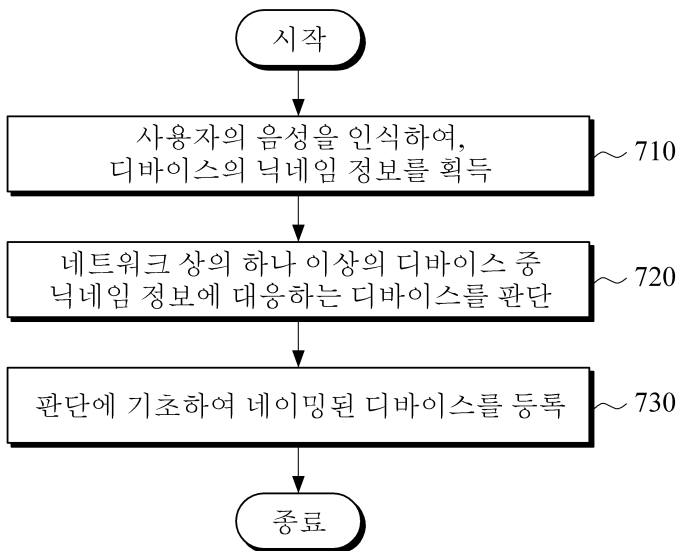 시작
사용자의 음성을 인식하여,
디바이스의 닉네임 정보를 획득
710
네트워크 상의 하나 이상의 디바이스 중
닉네임 정보에 대응하는 디바이스를 판단
720
판단에 기초하여 네이밍된 디바이스를 등록
730
종료